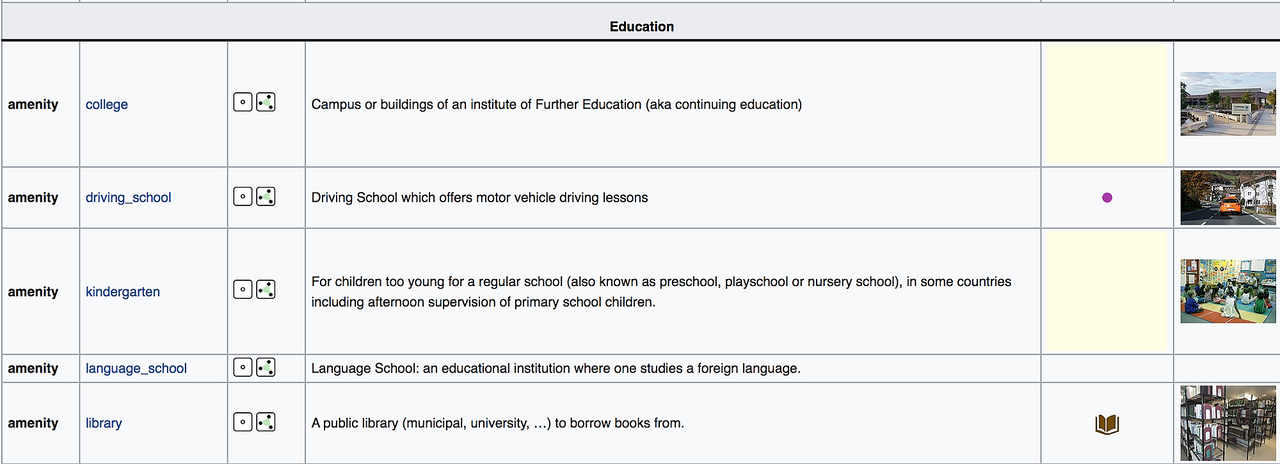 Education
amenity
college
Campus or buildings of an institute of Further Education (aka continuing education)
amenity
driving_school
Driving School which offers motor vehicle driving lessons
amenity
kindergarten
For children too young for a regular school (also known as preschool, playschool or nursery school), in some countries
including afternoon supervision of primary school children.
amenity
language_school
Language School: an educational institution where one studies a foreign language.
amenity
library
A public library (municipal, university, …) to borrow books from.